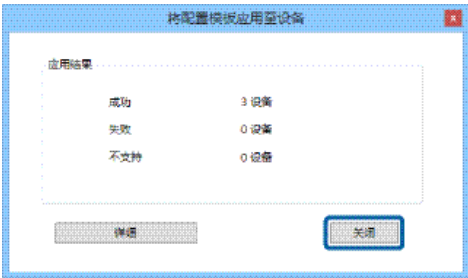 将配置模板应用至设备
应用结果
成功 3 设备
失败 0 设备
不支持 0 设备
详细 关闭